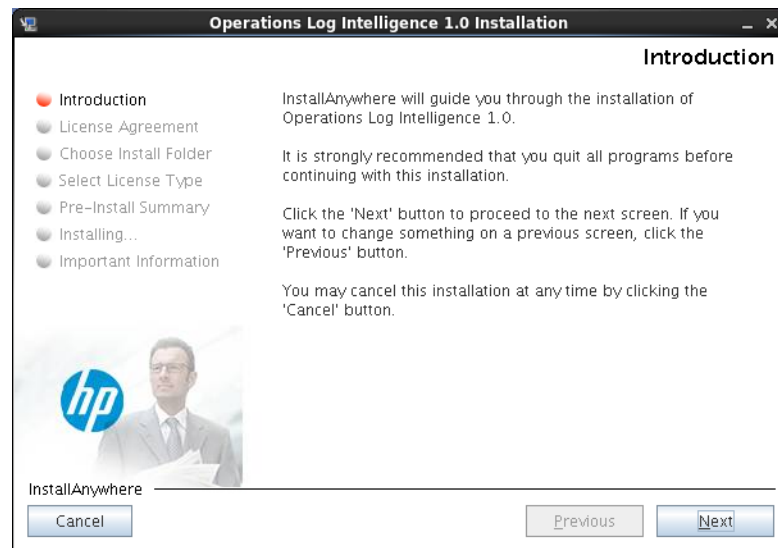 Operations Log Intelligence 1.0 Installation
Introduction
Introduction
License Agreement
Choose Install Folder
Select License Type
Pre-Install Summary
Installing...
Important Information
InstallAnywhere will guide you through the installation of
Operations Log Intelligence 1.0.
It is strongly recommended that you quit all programs before
continuing with this installation.
Click the 'Next' button to proceed to the next screen. If you
want to change something on a previous screen, click the
'Previous' button.
You may cancel this installation at any time by clicking the
'Cancel' button.
hp
InstallAnywhere
Cancel
Previous
Next